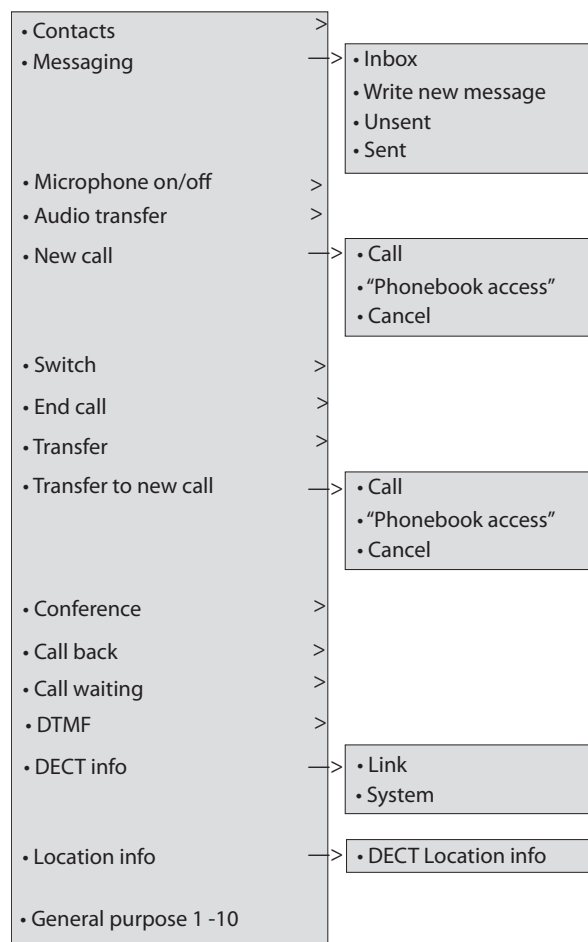 • Contacts >
• Messaging —>
• Inbox
• Write new message
• Unsent
• Sent
• Microphone on/off >
• Audio transfer >
• New call —>
• Call
• “Phonebook access”
• Cancel
• Switch >
• End call >
• Transfer >
• Transfer to new call —>
• Call
• “Phonebook access”
• Cancel
• Conference >
• Call back >
• Call waiting >
• DTMF >
• DECT info —>
• Link
• System
• Location info —>
• DECT Location info
• General purpose 1 -10